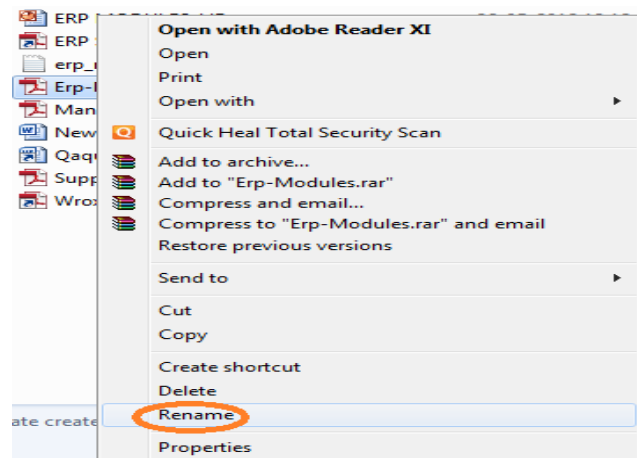 ERP
ERP
erp_
Erp-
Man
New
Qaqu
Supp
Wrox
ate create
Open with Adobe Reader XI
Open
Print
Open with
Quick Heal Total Security Scan
Add to archive...
Add to "Erp-Modules.rar"
Compress and email...
Compress to "Erp-Modules.rar" and email
Restore previous versions
Send to
Cut
Copy
Create shortcut
Delete
Rename
Properties